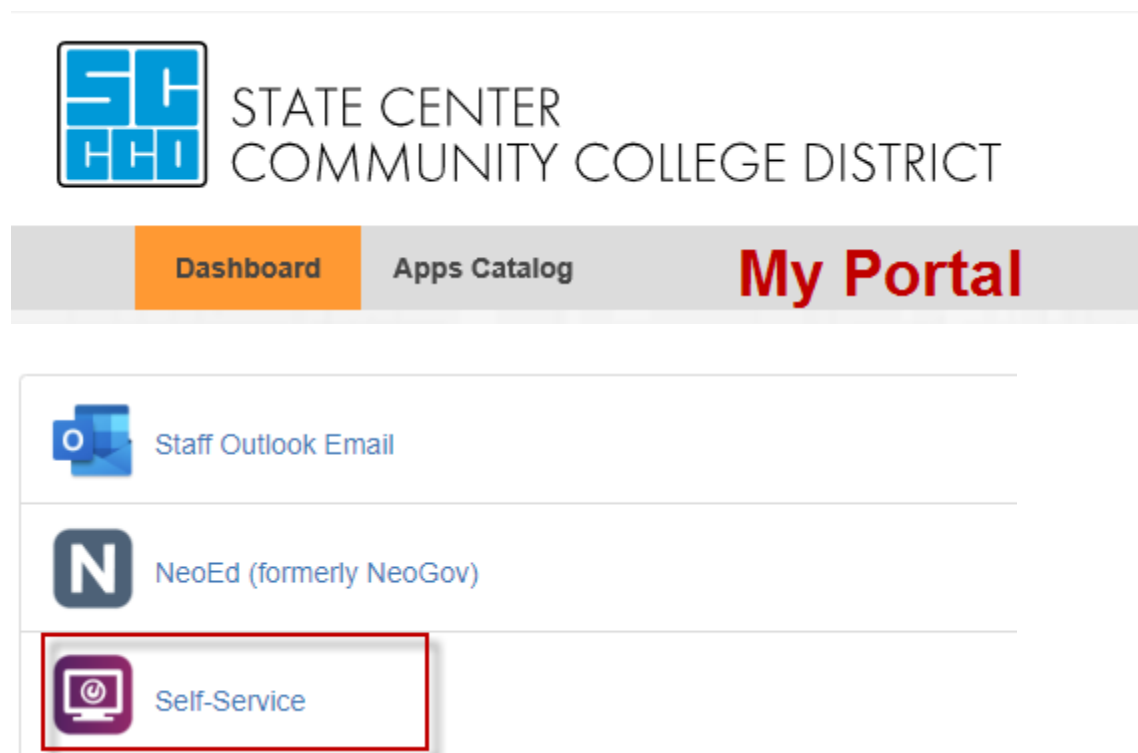 SC
CCD
STATE CENTER
COMMUNITY COLLEGE DISTRICT
Dashboard Apps Catalog My Portal
O Staff Outlook Email
N NeoEd (formerly NeoGov)
Self-Service